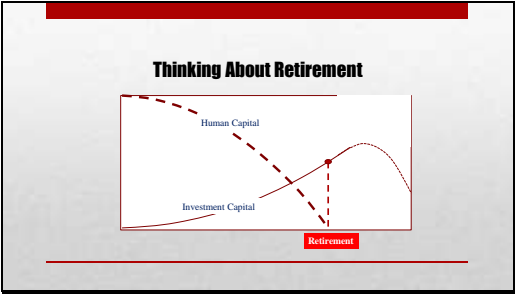 Thinking About Retirement
Human Capital
Investment Capital
Retirement